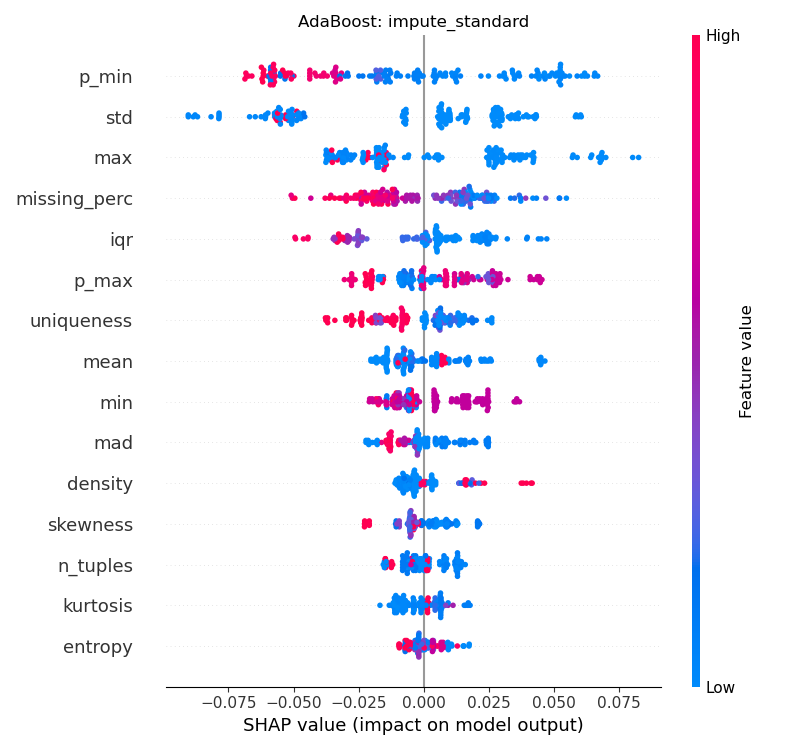 AdaBoost: impute_standard
High
p_min
std
max
missing_perc
iqr
p_max
uniqueness
mean
min
mad
density
skewness
n_tuples
kurtosis
entropy
Feature value
Low
−0.075 −0.050 −0.025 0.000 0.025 0.050 0.075
SHAP value (impact on model output)